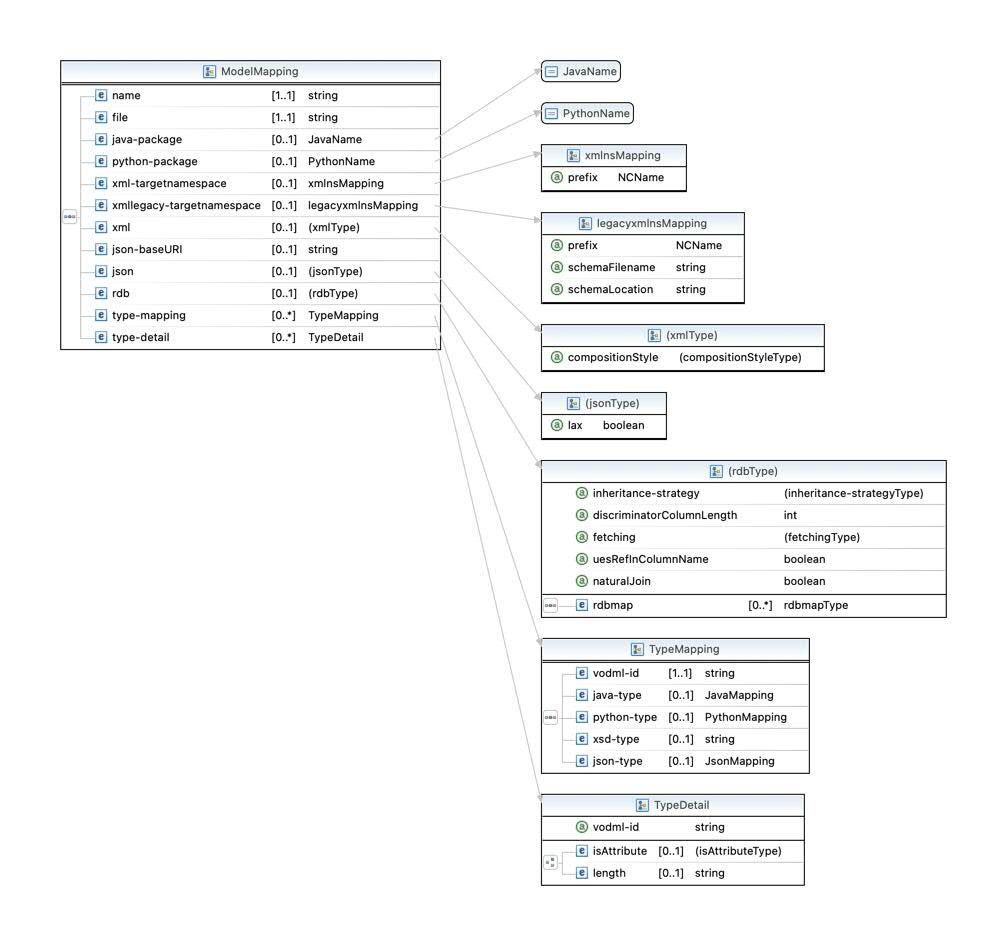 ModelMapping
name [1..1] string
file [1..1] string
java-package [0..1] JavaName
python-package [0..1] PythonName
xml-targetnamespace [0..1] xmlnsMapping
xmllegacy-targetnamespace [0..1] legacyxmlnsMapping
xml [0..1] (xmlType)
json-baseURI [0..1] string
json [0..1] (jsonType)
rdb [0..1] (rdbType)
type-mapping [0..*] TypeMapping
type-detail [0..*] TypeDetail
JavaName
PythonName
xmlnsMapping
prefix NCName
legacyxmlnsMapping
prefix NCName
schemaFilename string
schemaLocation string
(xmlType)
compositionStyle (compositionStyleType)
(jsonType)
lax boolean
(rdbType)
inheritance-strategy (inheritance-strategyType)
discriminatorColumnLength int
fetching (fetchingType)
uesRefInColumnName boolean
naturalJoin boolean
rdbmap [0..*] rdbmapType
TypeMapping
vodml-id [1..1] string
java-type [0..1] JavaMapping
python-type [0..1] PythonMapping
xsd-type [0..1] string
json-type [0..1] JsonMapping
TypeDetail
vodml-id string
isAttribute [0..1] (isAttributeType)
length [0..1] string